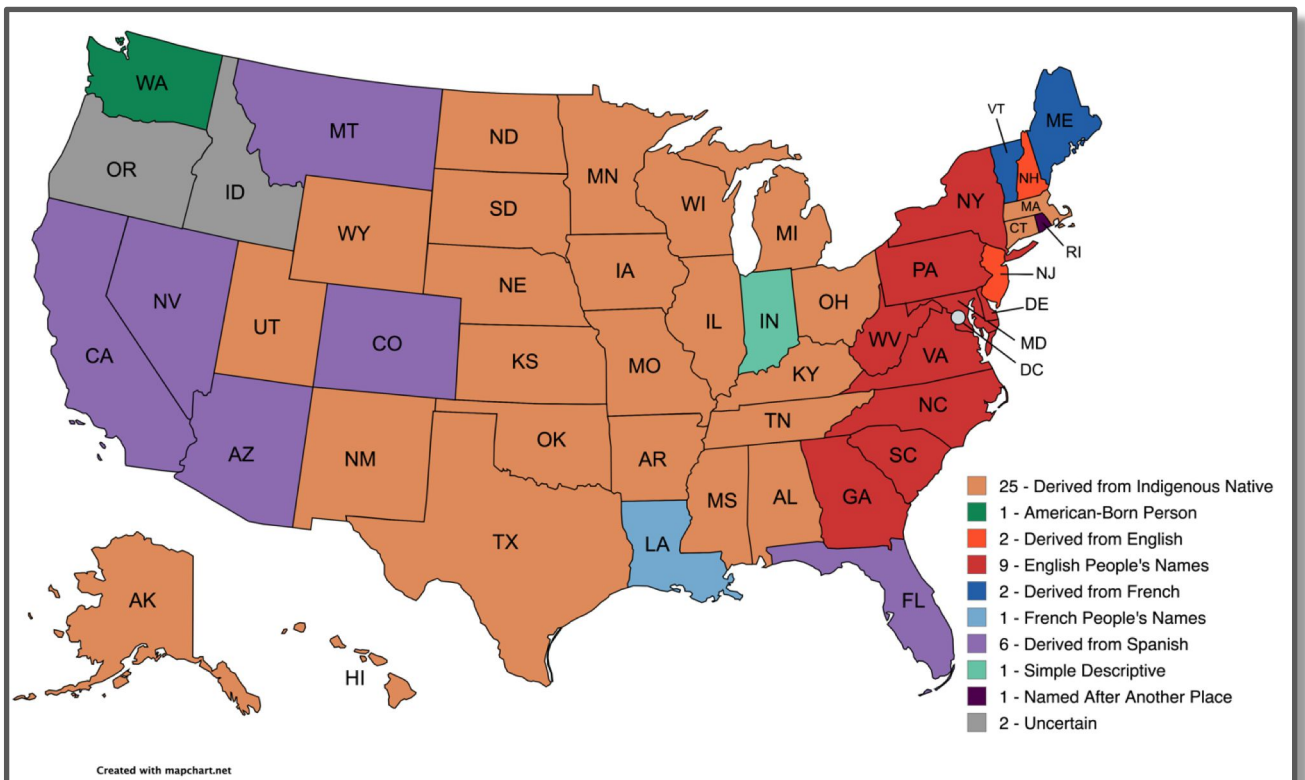 WA
MT
ND
MN
VT
ME
OR
ID
SD
WI
MI
NH
NY
MA
CT
RI
WY
IA
PA
NJ
NE
NV
UT
CO
IL
IN
OH
DE
MD
DC
CA
KS
MO
WV
VA
KY
NC
TN
AZ
NM
OK
AR
SC
MS
AL
GA
TX
LA
FL
AK
HI
25 - Derived from Indigenous Native
1 - American-Born Person
2 - Derived from English
9 - English People's Names
2 - Derived from French
1 - French People's Names
6 - Derived from Spanish
1 - Simple Descriptive
1 - Named After Another Place
2 - Uncertain
Created with mapchart.net